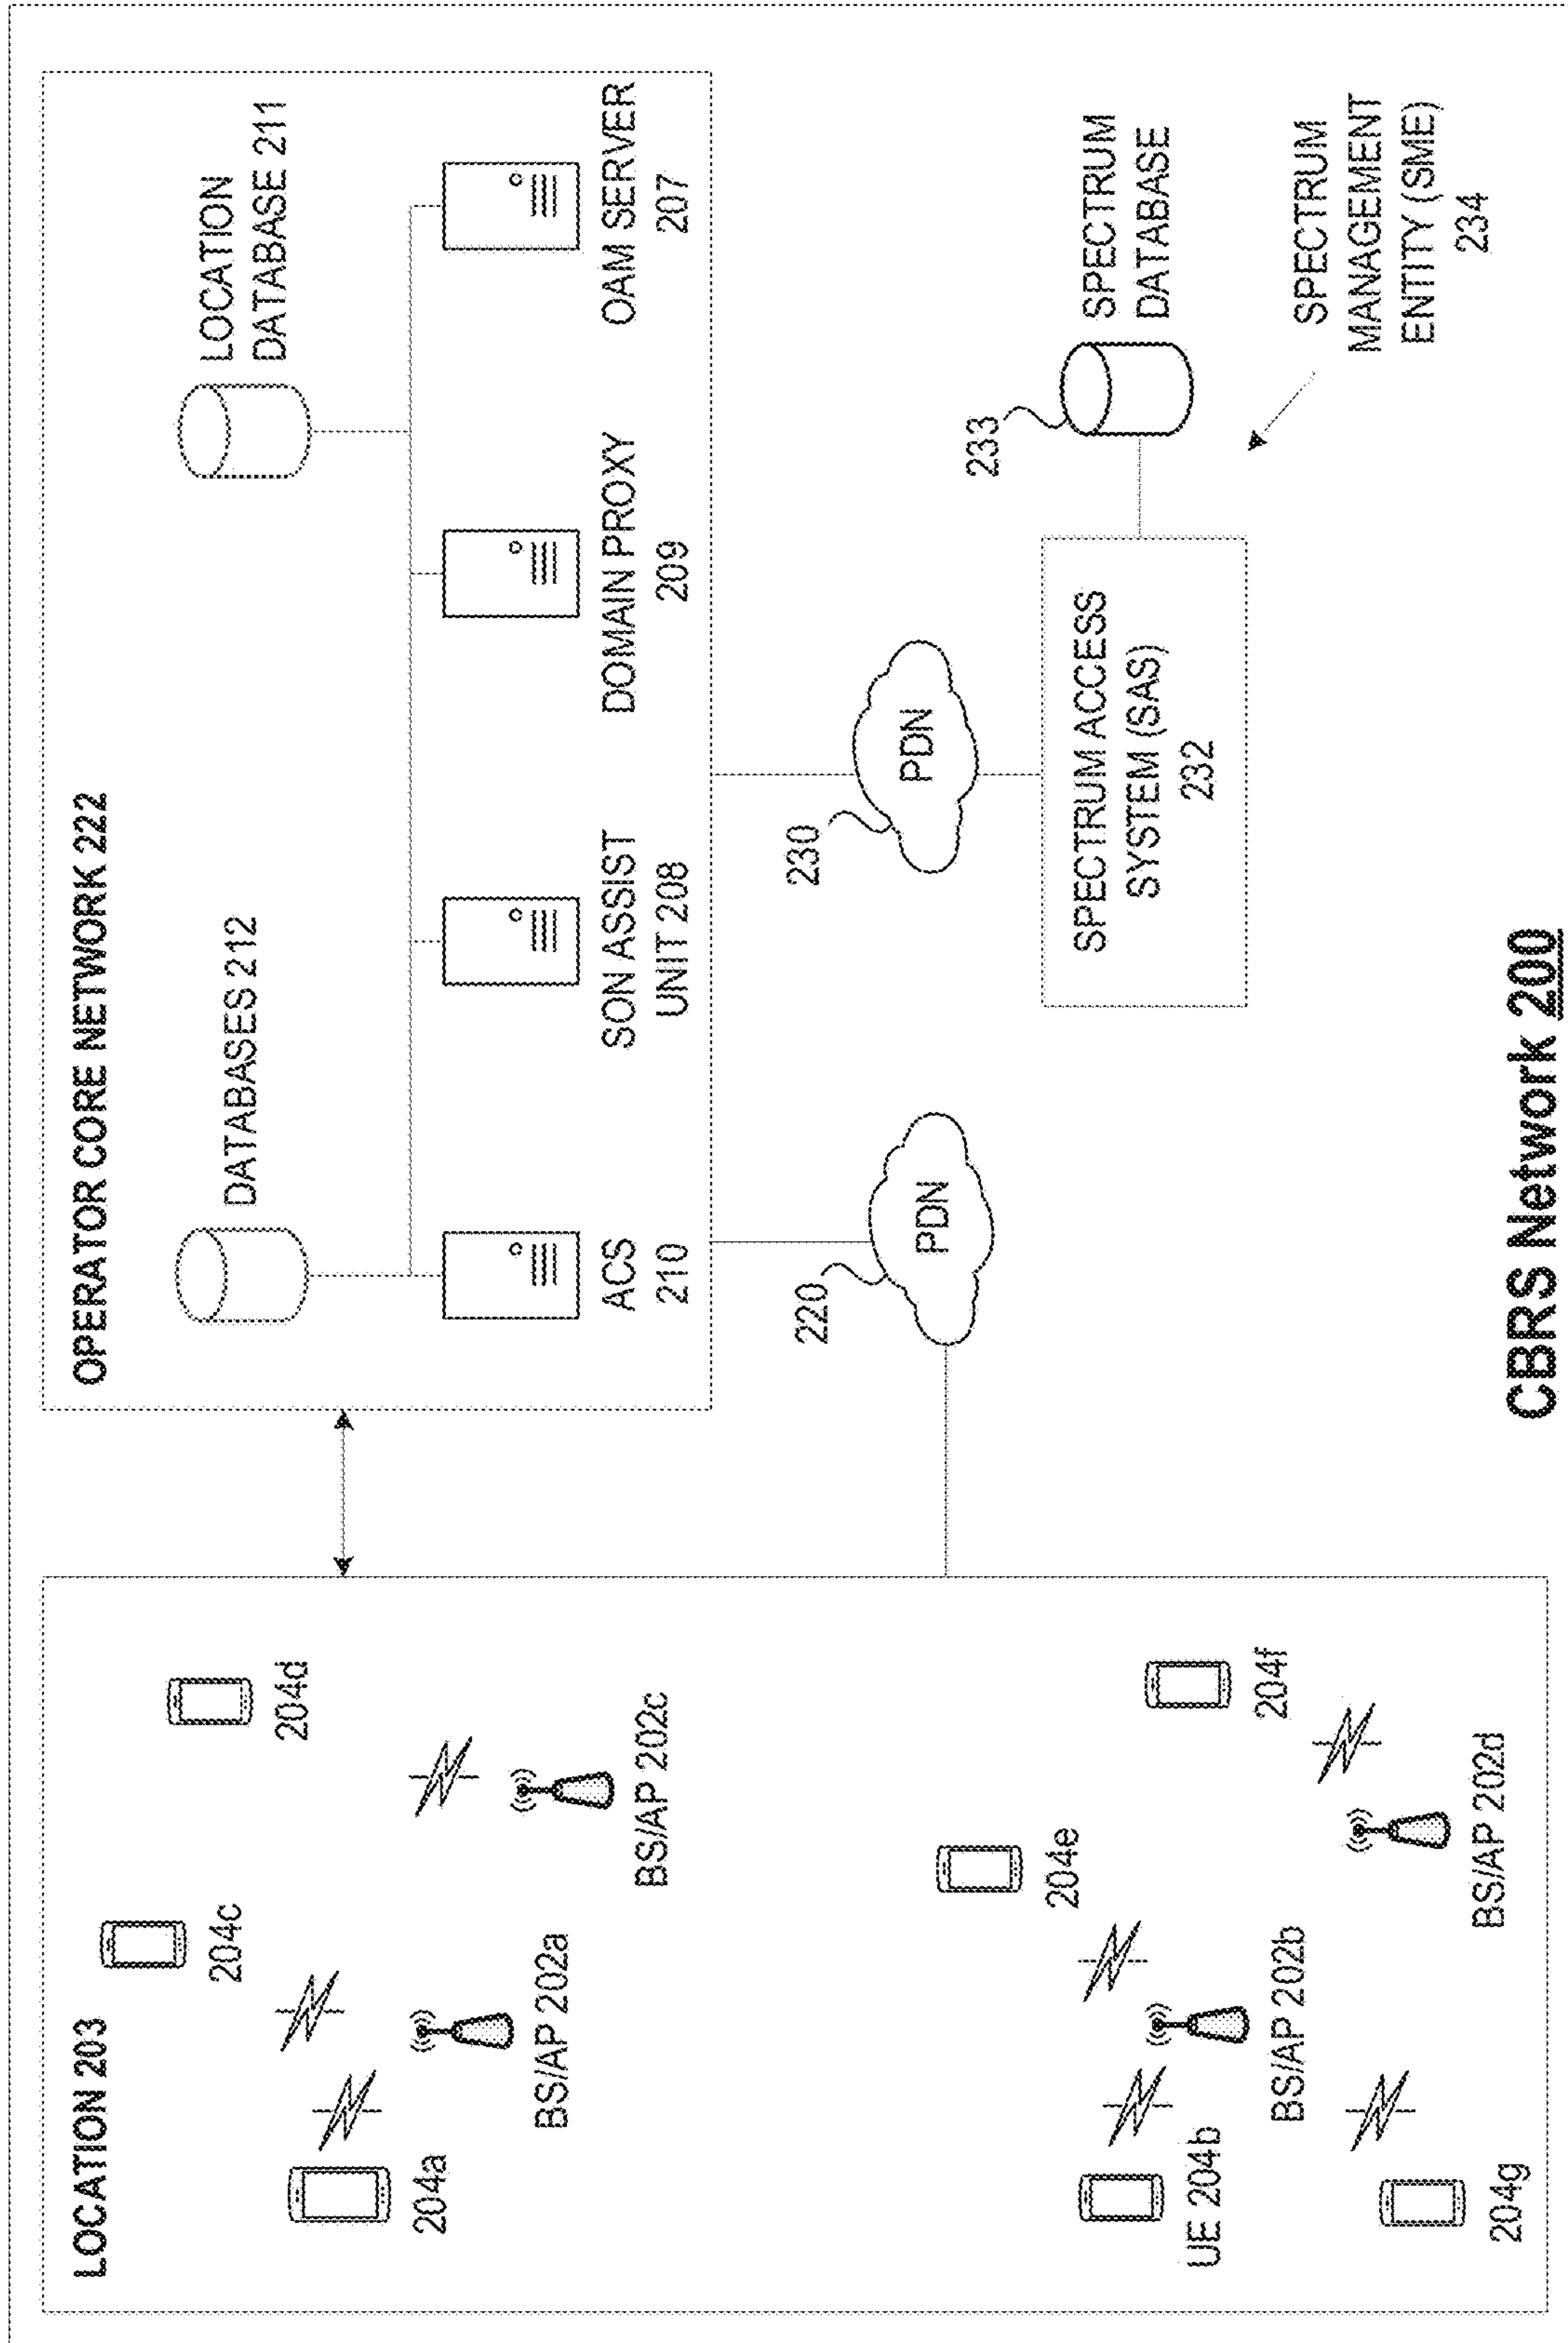 LOCATION 203
204c
204d
204a
BS/AP 202a
BS/AP 202c
204e
UE 204b
BS/AP 202b
204f
204g
BS/AP 202d
OPERATOR CORE NETWORK 222
DATABASES 212
LOCATION
DATABASE 211
ACS
210
SON ASSIST
UNIT 208
DOMAIN PROXY
209
OAM SERVER
207
220
PDN
230
PDN
SPECTRUM ACCESS
SYSTEM (SAS)
232
233
SPECTRUM
DATABASE
SPECTRUM
MANAGEMENT
ENTITY (SME)
234
CBRS Network 200